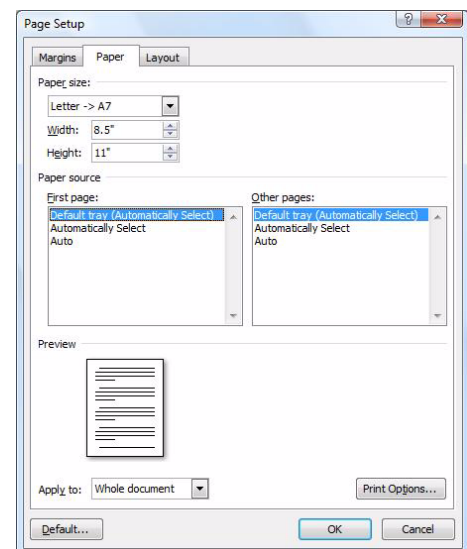 Page Setup
Margins Paper Layout
Paper size:
Letter -> A7
Width: 8.5"
Height: 11"
Paper source
First page: Other pages:
Default tray (Automatically Select) Default tray (Automatically Select)
Automatically Select Automatically Select
Auto Auto
Preview
Apply to: Whole document Print Options...
Default... OK Cancel